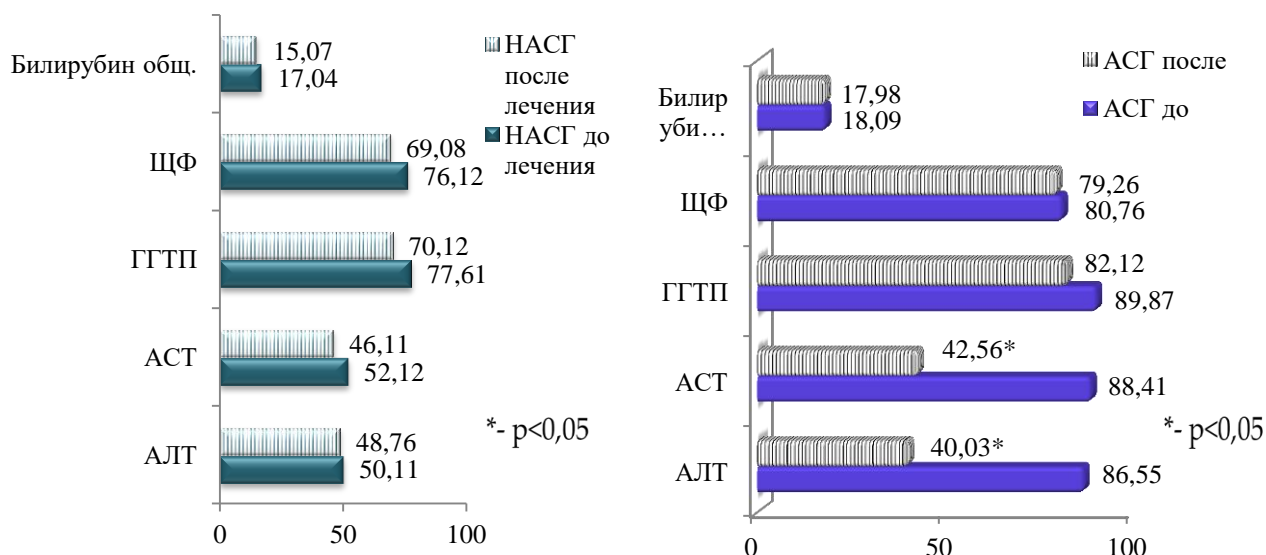 Билирубин общ.
15,07
17,04
НАСГ
после
лечения
НАСГ до
лечения
ЩФ
69,08
76,12
ГГТП
70,12
77,61
АСТ
46,11
52,12
АЛТ
48,76
50,11
*- p<0,05
0 50 100
АСГ после
АСГ до
Билир
уби…
17,98
18,09
ЩФ
79,26
80,76
ГГТП
82,12
89,87
АСТ
42,56*
88,41
АЛТ
40,03*
86,55
*- p<0,05
0 50 100